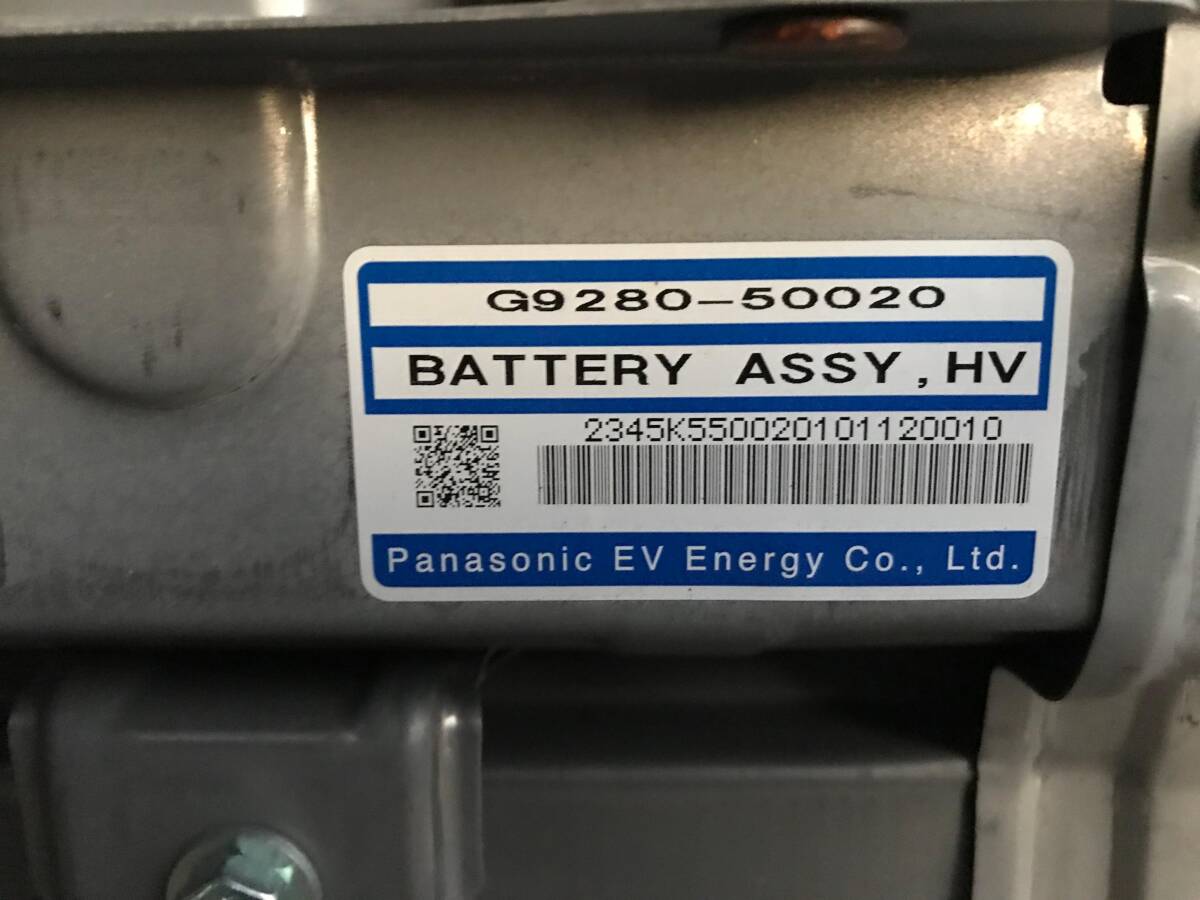 G9280-50020
BATTERY ASSY, HV
2345K550020101120010
Panasonic EV Energy Co., Ltd.